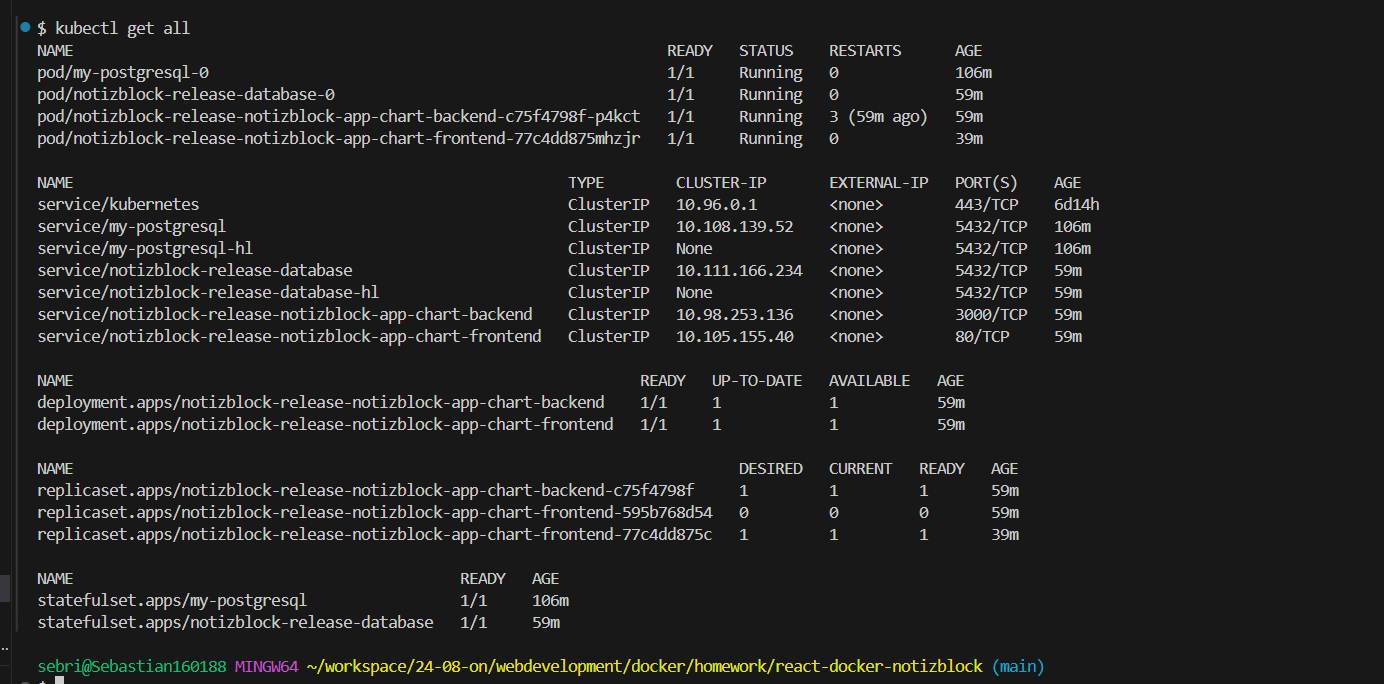 $ kubectl get all
NAME READY STATUS RESTARTS AGE
pod/my-postgresql-0 1/1 Running 0 106m
pod/notizblock-release-database-0 1/1 Running 0 59m
pod/notizblock-release-notizblock-app-chart-backend-c75f4798f-p4kct 1/1 Running 3 (59m ago) 59m
pod/notizblock-release-notizblock-app-chart-frontend-77c4dd875mhzjr 1/1 Running 0 39m
NAME TYPE CLUSTER-IP EXTERNAL-IP PORT(S) AGE
service/kubernetes ClusterIP 10.96.0.1 <none> 443/TCP 6d14h
service/my-postgresql ClusterIP 10.108.139.52 <none> 5432/TCP 106m
service/my-postgresql-hl ClusterIP None <none> 5432/TCP 106m
service/notizblock-release-database ClusterIP 10.111.166.234 <none> 5432/TCP 59m
service/notizblock-release-database-hl ClusterIP None <none> 5432/TCP 59m
service/notizblock-release-notizblock-app-chart-backend ClusterIP 10.98.253.136 <none> 3000/TCP 59m
service/notizblock-release-notizblock-app-chart-frontend ClusterIP 10.105.155.40 <none> 80/TCP 59m
NAME READY UP-TO-DATE AVAILABLE AGE
deployment.apps/notizblock-release-notizblock-app-chart-backend 1/1 1 1 59m
deployment.apps/notizblock-release-notizblock-app-chart-frontend 1/1 1 1 59m
NAME DESIRED CURRENT READY AGE
replicaset.apps/notizblock-release-notizblock-app-chart-backend-c75f4798f 1 1 1 59m
replicaset.apps/notizblock-release-notizblock-app-chart-frontend-595b768d54 0 0 0 59m
replicaset.apps/notizblock-release-notizblock-app-chart-frontend-77c4dd875c 1 1 1 39m
NAME READY AGE
statefulset.apps/my-postgresql 1/1 106m
statefulset.apps/notizblock-release-database 1/1 59m
sebri@Sebastian160188 MINGW64 ~/workspace/24-08-on/webdevelopment/docker/homework/react-docker-notizblock (main)
$